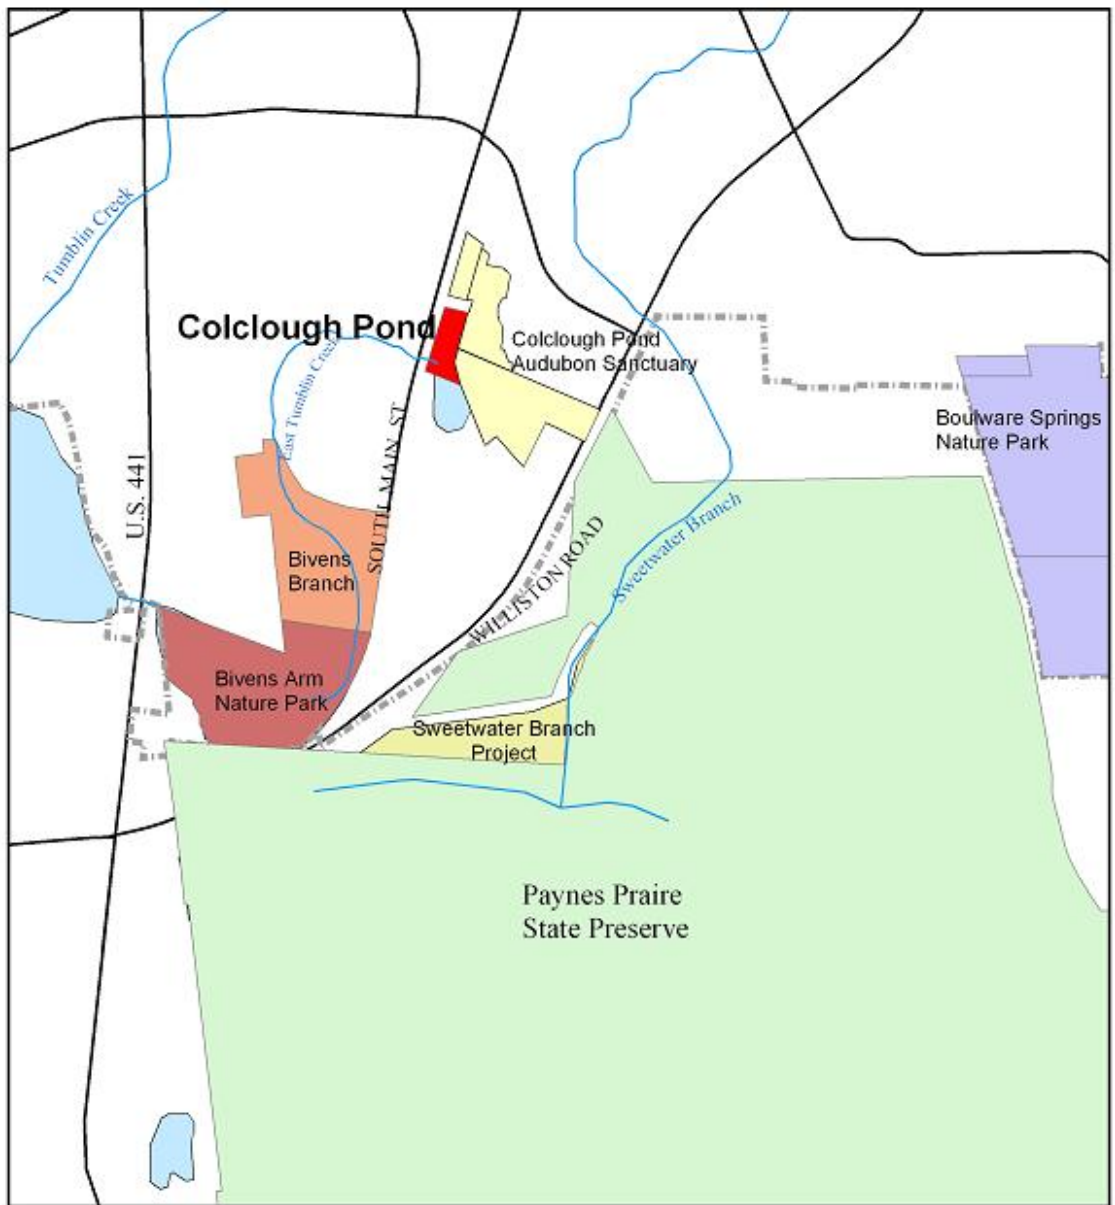 Tumblin Creek
Colclough Pond
East Tumblin Creek
Colclough Pond
Audubon Sanctuary
Boulware Springs
Nature Park
U.S. 441
SOUTH MAIN ST
Bivens
Branch
WILLISTON ROAD
Sweetwater Branch
Bivens Arm
Nature Park
Sweetwater Branch
Project
Paynes Praire
State Preserve